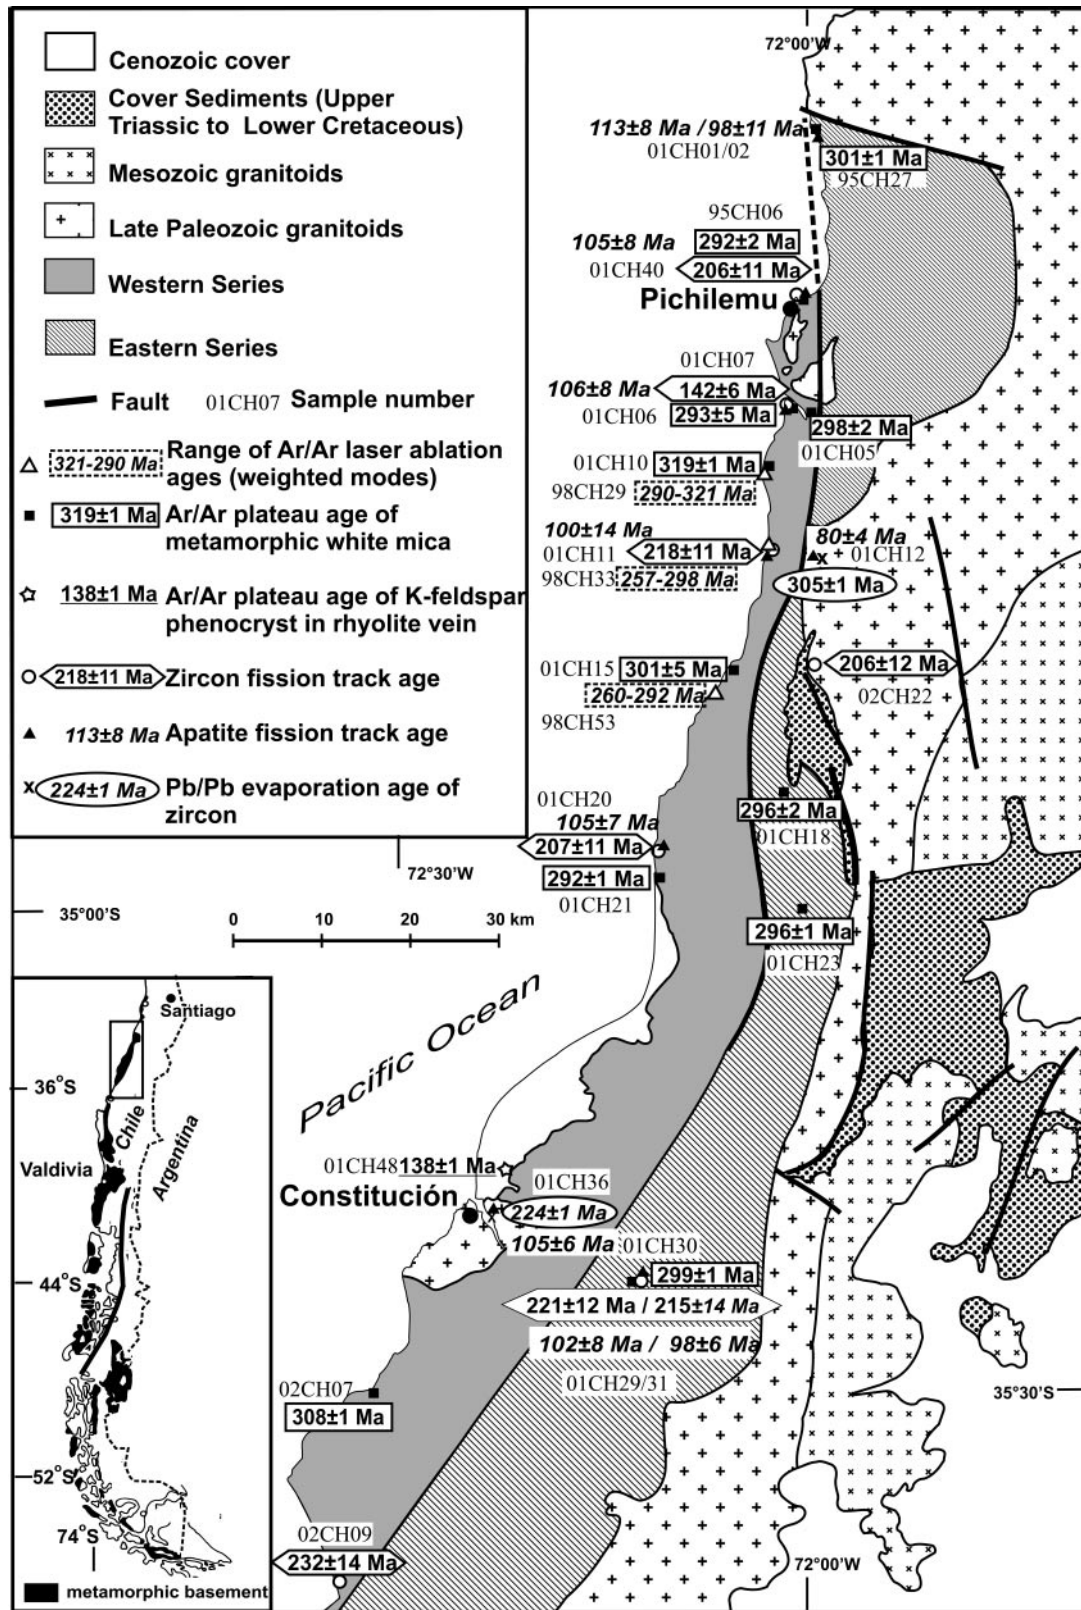 Cenozoic cover
Cover Sediments (Upper
Triassic to Lower Cretaceous)
Mesozoic granitoids
Late Paleozoic granitoids
Western Series
Eastern Series
Fault 01CH07 Sample number
321-290 Ma Range of Ar/Ar laser ablation
ages (weighted modes)
319±1 Ma Ar/Ar plateau age of
metamorphic white mica
138±1 Ma Ar/Ar plateau age of K-feldspar
phenocryst in rhyolite vein
218±11 Ma Zircon fission track age
113±8 Ma Apatite fission track age
x 224±1 Ma Pb/Pb evaporation age of
zircon
72°00'W
113±8 Ma / 98±11 Ma
01CH01/02
301±1 Ma
95CH27
95CH06
105±8 Ma 292±2 Ma
01CH40 206±11 Ma
Pichilemu
01CH07
106±8 Ma 142±6 Ma
01CH06 293±5 Ma
298±2 Ma
01CH05
01CH10 319±1 Ma
98CH29 290-321 Ma
100±14 Ma
01CH11 218±11 Ma
98CH33 257-298 Ma
80±4 Ma
x 01CH12
305±1 Ma
01CH15 301±5 Ma
260-292 Ma
98CH53
206±12 Ma
02CH22
296±2 Ma
01CH18
01CH20
105±7 Ma
207±11 Ma
292±1 Ma
01CH21
72°30'W
35°00'S
0 10 20 30 km
296±1 Ma
01CH23
Pacific Ocean
01CH48 138±1 Ma
Constitución
01CH36
224±1 Ma
105±6 Ma 01CH30
299±1 Ma
221±12 Ma / 215±14 Ma
102±8 Ma / 98±6 Ma
01CH29/31
02CH07
308±1 Ma
35°30'S
02CH09
232±14 Ma
72°00'W
Santiago
36°S
Chile
Argentina
Valdivia
44°S
52°S
74°S
metamorphic basement